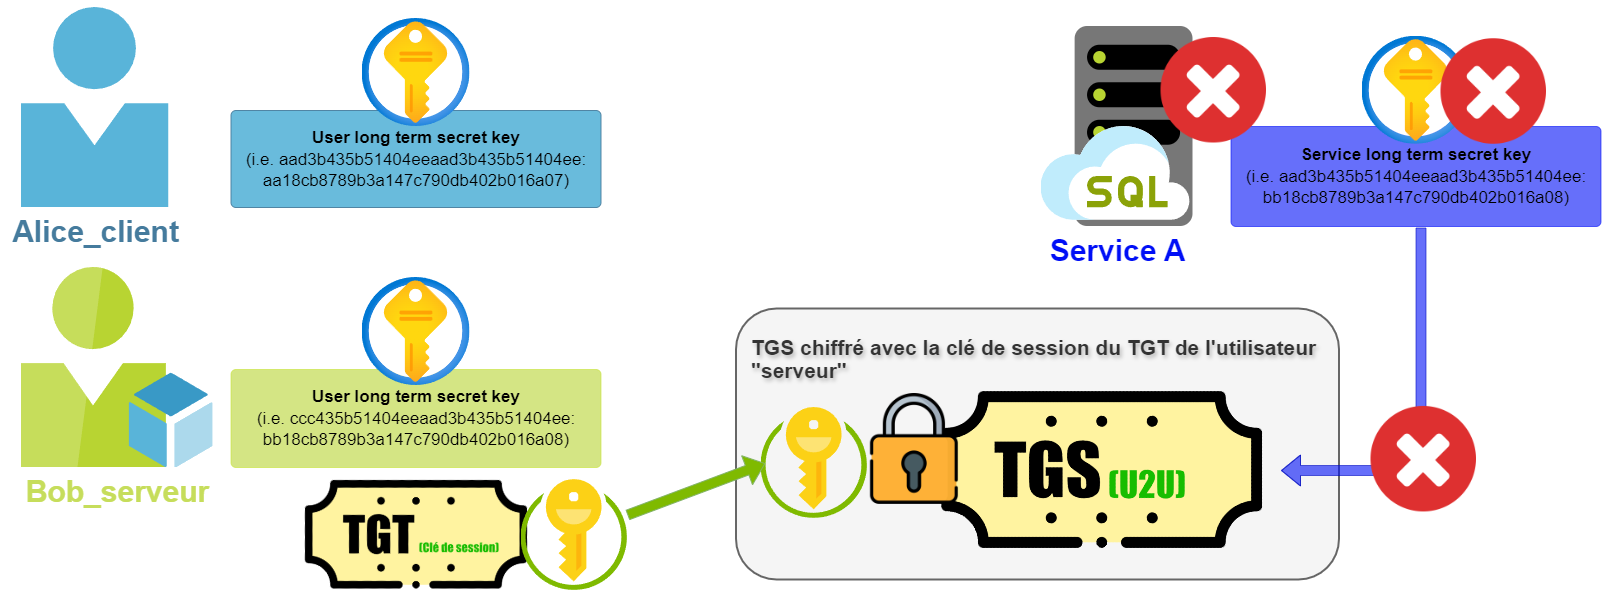 User long term secret key
(i.e. aad3b435b51404eeaad3b435b51404ee:
aa18cb8789b3a147c790db402b016a07)
Alice_client
SQL
Service A
Service long term secret key
(i.e. aad3b435b51404eeaad3b435b51404ee:
bb18cb8789b3a147c790db402b016a08)
User long term secret key
(i.e. ccc435b51404eeaad3b435b51404ee:
bb18cb8789b3a147c790db402b016a08)
Bob_serveur
TGT (Clé de session)
TGS chiffré avec la clé de session du TGT de l'utilisateur
"serveur"
TGS (U2U)